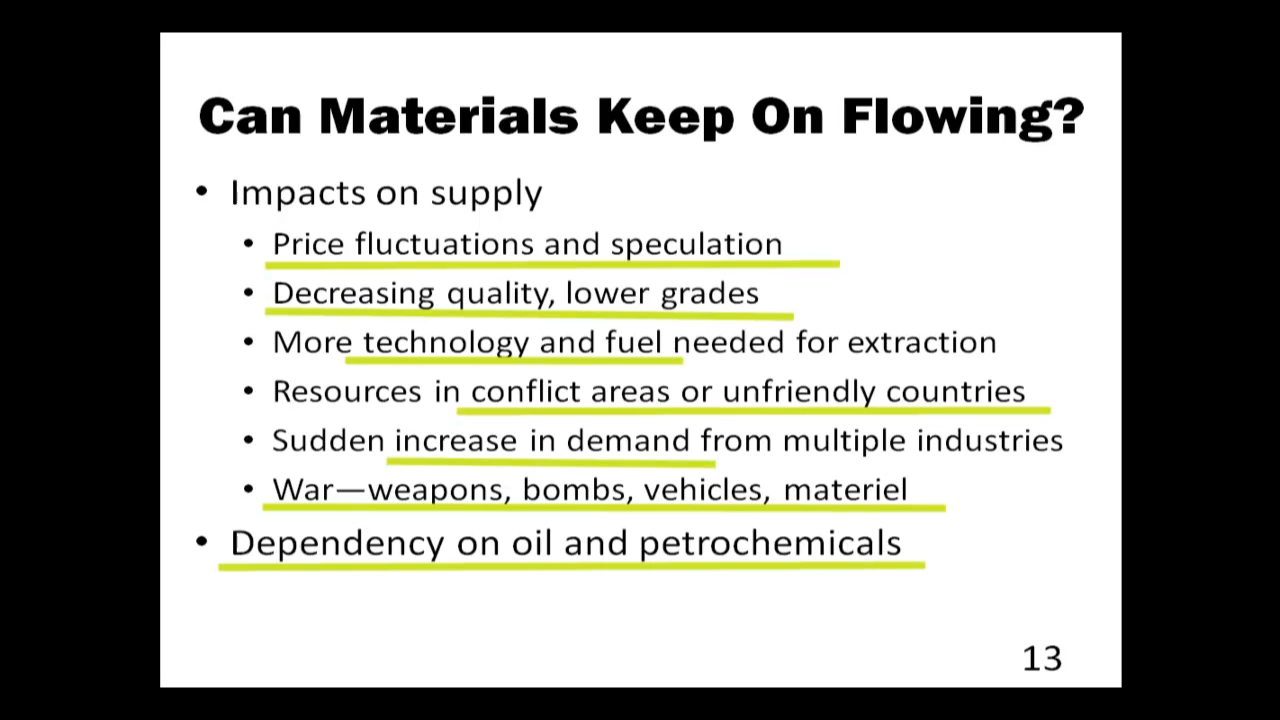 Can Materials Keep On Flowing?
• Impacts on supply
• Price fluctuations and speculation
• Decreasing quality, lower grades
• More technology and fuel needed for extraction
• Resources in conflict areas or unfriendly countries
• Sudden increase in demand from multiple industries
• War—weapons, bombs, vehicles, materiel
• Dependency on oil and petrochemicals
13